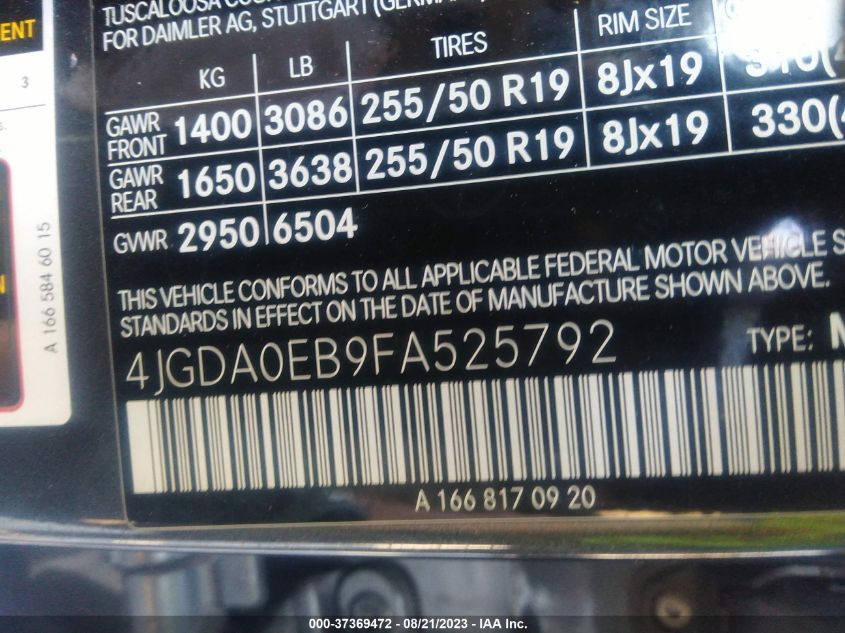 TUSCALOOSA
FOR DAIMLER AG, STUTTGART (GERMANY
KG LB TIRES RIM SIZE
GAWR FRONT 1400 3086 255/50 R19 8Jx19
GAWR REAR 1650 3638 255/50 R19 8Jx19 330(
GVWR 2950 6504
THIS VEHICLE CONFORMS TO ALL APPLICABLE FEDERAL MOTOR VEHICLE S
STANDARDS IN EFFECT ON THE DATE OF MANUFACTURE SHOWN ABOVE.
4JGDA0EB9FA525792 TYPE:
A 166 817 09 20
ENT
3
A 166 584 60 15
N
000-37369472 - 08/21/2023 - IAA Inc.